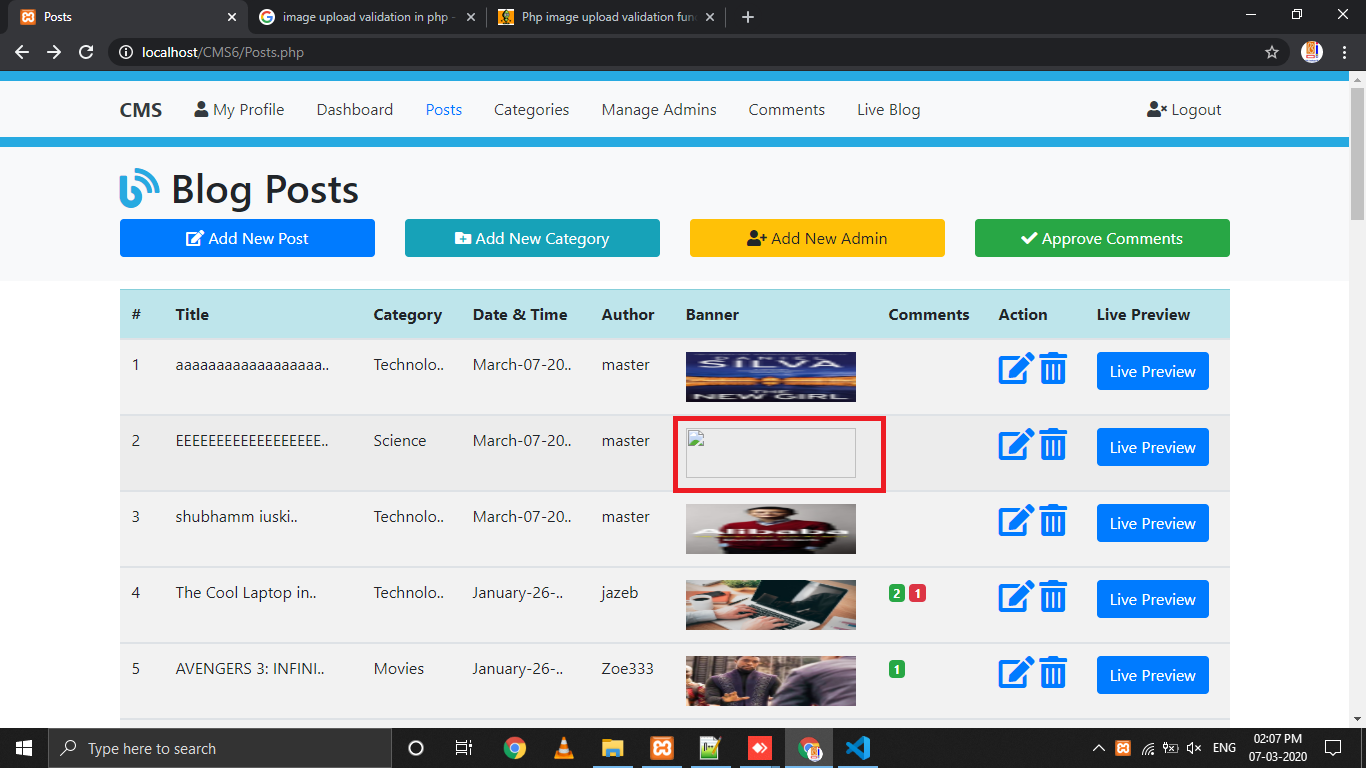 Posts
image upload validation in php -
Php image upload validation fun
localhost/CMS6/Posts.php
CMS My Profile Dashboard Posts Categories Manage Admins Comments Live Blog Logout
Blog Posts
Add New Post Add New Category Add New Admin Approve Comments
# Title Category Date & Time Author Banner Comments Action Live Preview
1 aaaaaaaaaaaaaaaaaa.. Technolo.. March-07-20.. master SILVA THE NEW GIRL Live Preview
2 EEEEEEEEEEEEEEEEEE.. Science March-07-20.. master Live Preview
3 shubhamm iuski.. Technolo.. March-07-20.. master Alibaba Live Preview
4 The Cool Laptop in.. Technolo.. January-26-.. jazeb 2 1 Live Preview
5 AVENGERS 3: INFINI.. Movies January-26-.. Zoe333 1 Live Preview
Type here to search
ENG
02:07 PM
07-03-2020